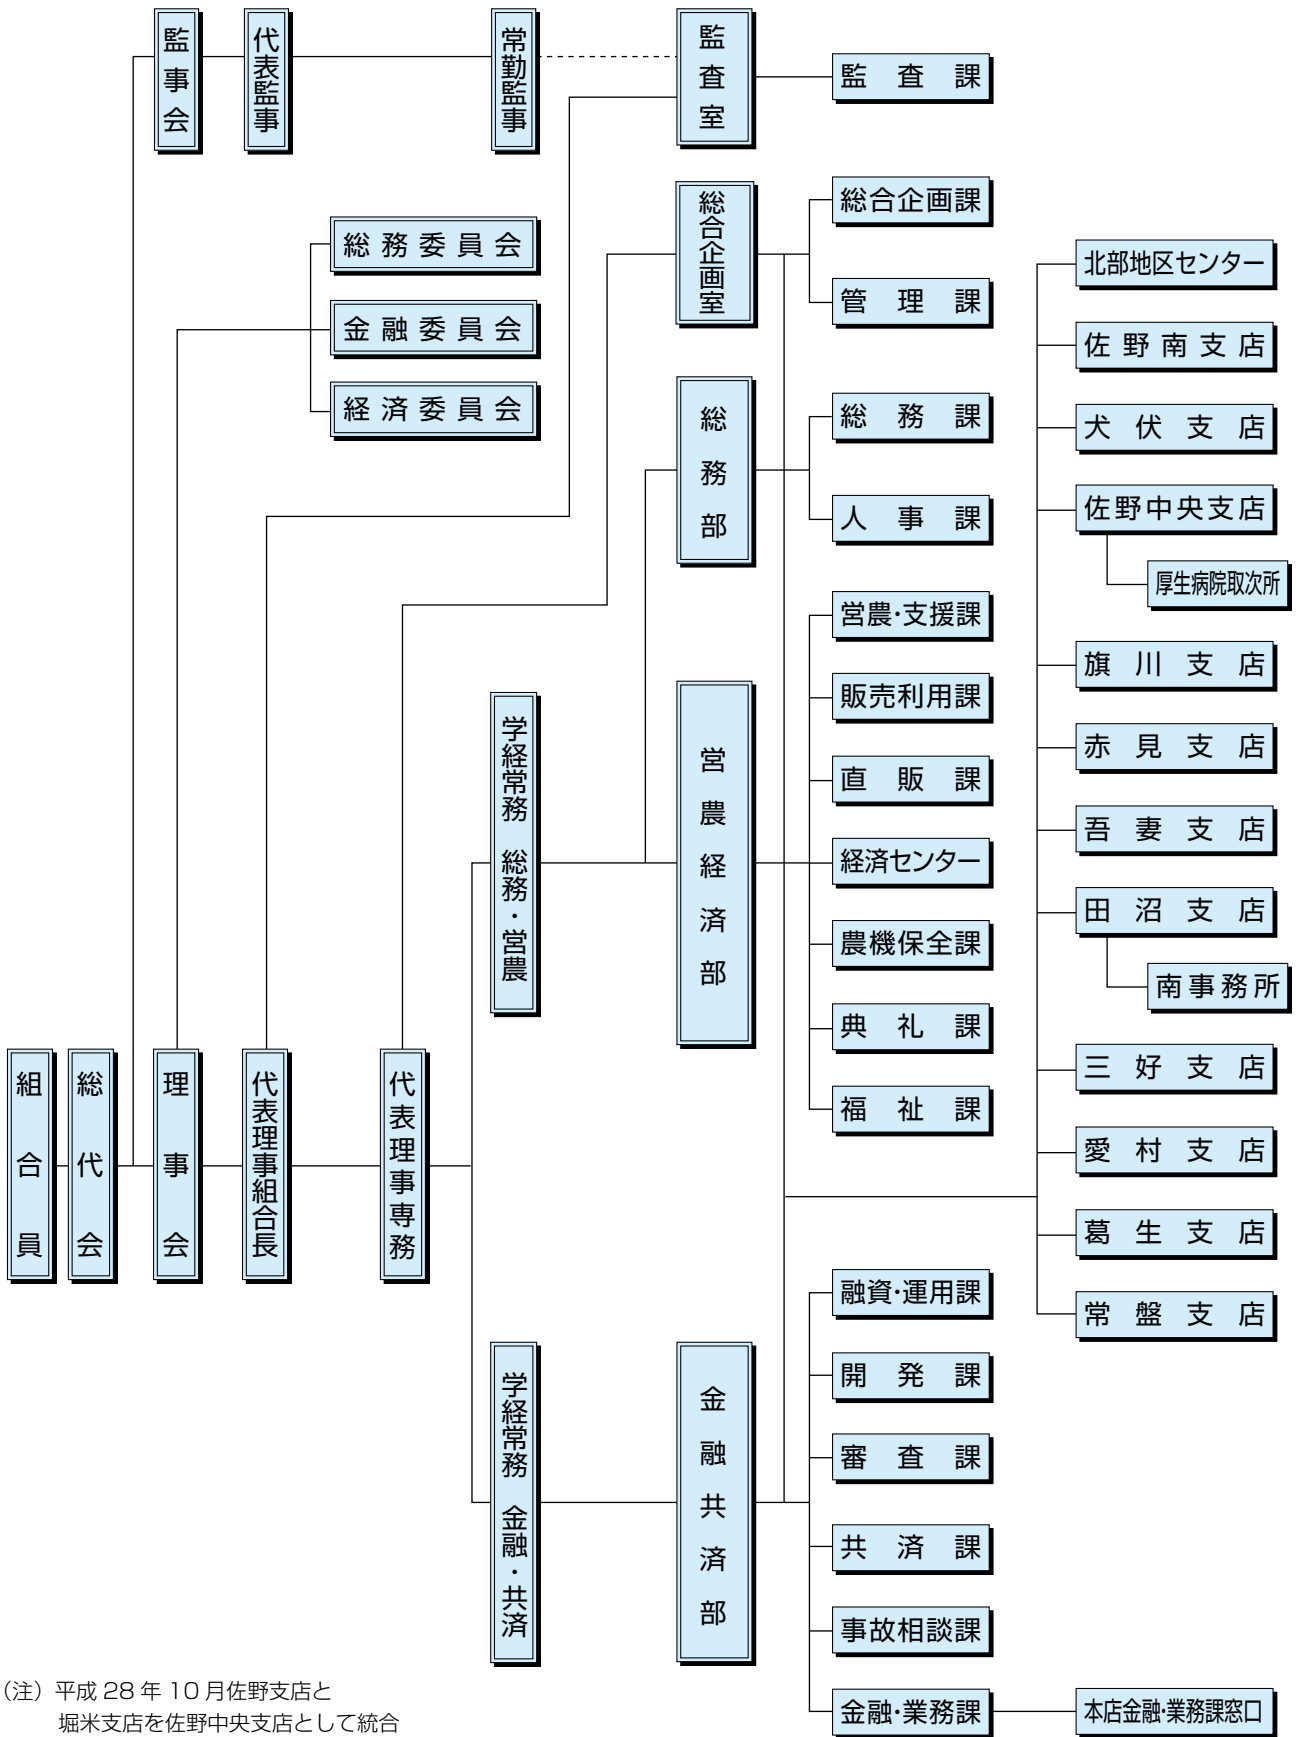 監事会
代表監事
常勤監事
監査室
監査課
総務委員会
金融委員会
経済委員会
総合企画室
総合企画課
管理課
総務部
総務課
人事課
組合員
総代会
理事会
代表理事組合長
代表理事専務
学経常務 総務・営農
営農経済部
営農・支援課
販売利用課
直販課
経済センター
農機保全課
典礼課
福祉課
学経常務 金融・共済
金融共済部
融資・運用課
開発課
審査課
共済課
事故相談課
金融・業務課
本店金融・業務課窓口
北部地区センター
佐野南支店
犬伏支店
佐野中央支店
厚生病院取次所
旗川支店
赤見支店
吾妻支店
田沼支店
南事務所
三好支店
愛村支店
葛生支店
常盤支店
（注）平成 28 年 10 月佐野支店と
堀米支店を佐野中央支店として統合